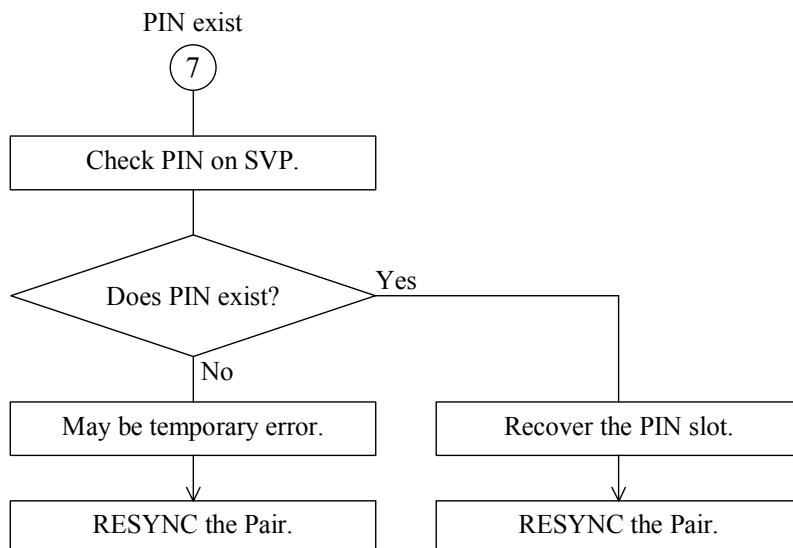 PIN exist
7
Check PIN on SVP.
Does PIN exist?
Yes
No
May be temporary error.
Recover the PIN slot.
RESYNC the Pair.
RESYNC the Pair.